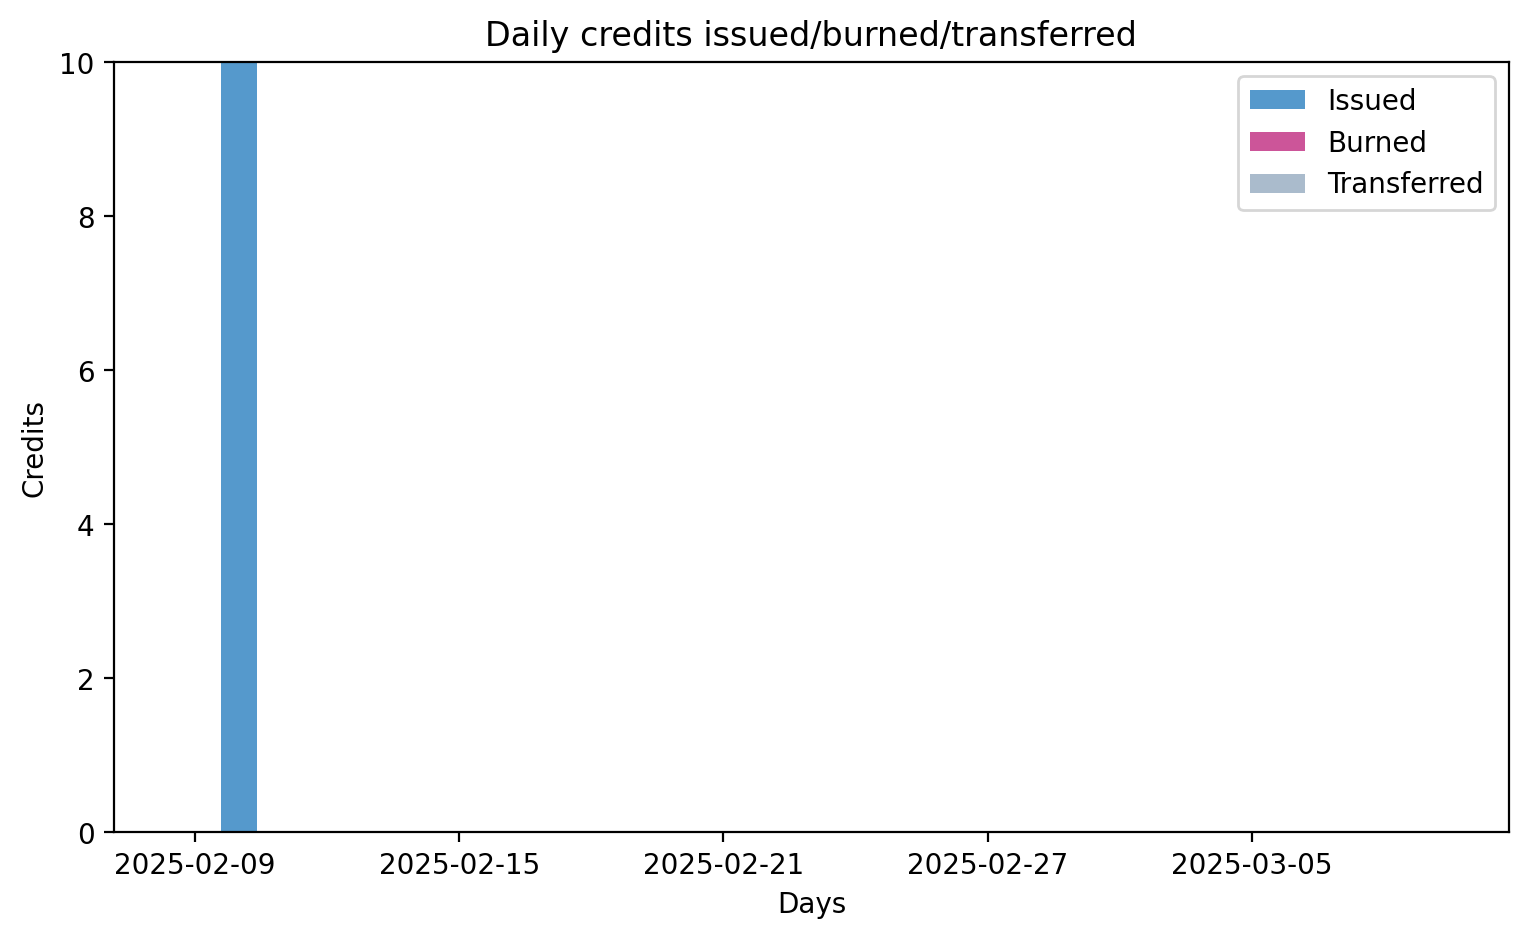 Daily credits issued/burned/transferred
10
8
6
4
2
0
Credits
Issued
Burned
Transferred
2025-02-09
2025-02-15
2025-02-21
2025-02-27
2025-03-05
Days